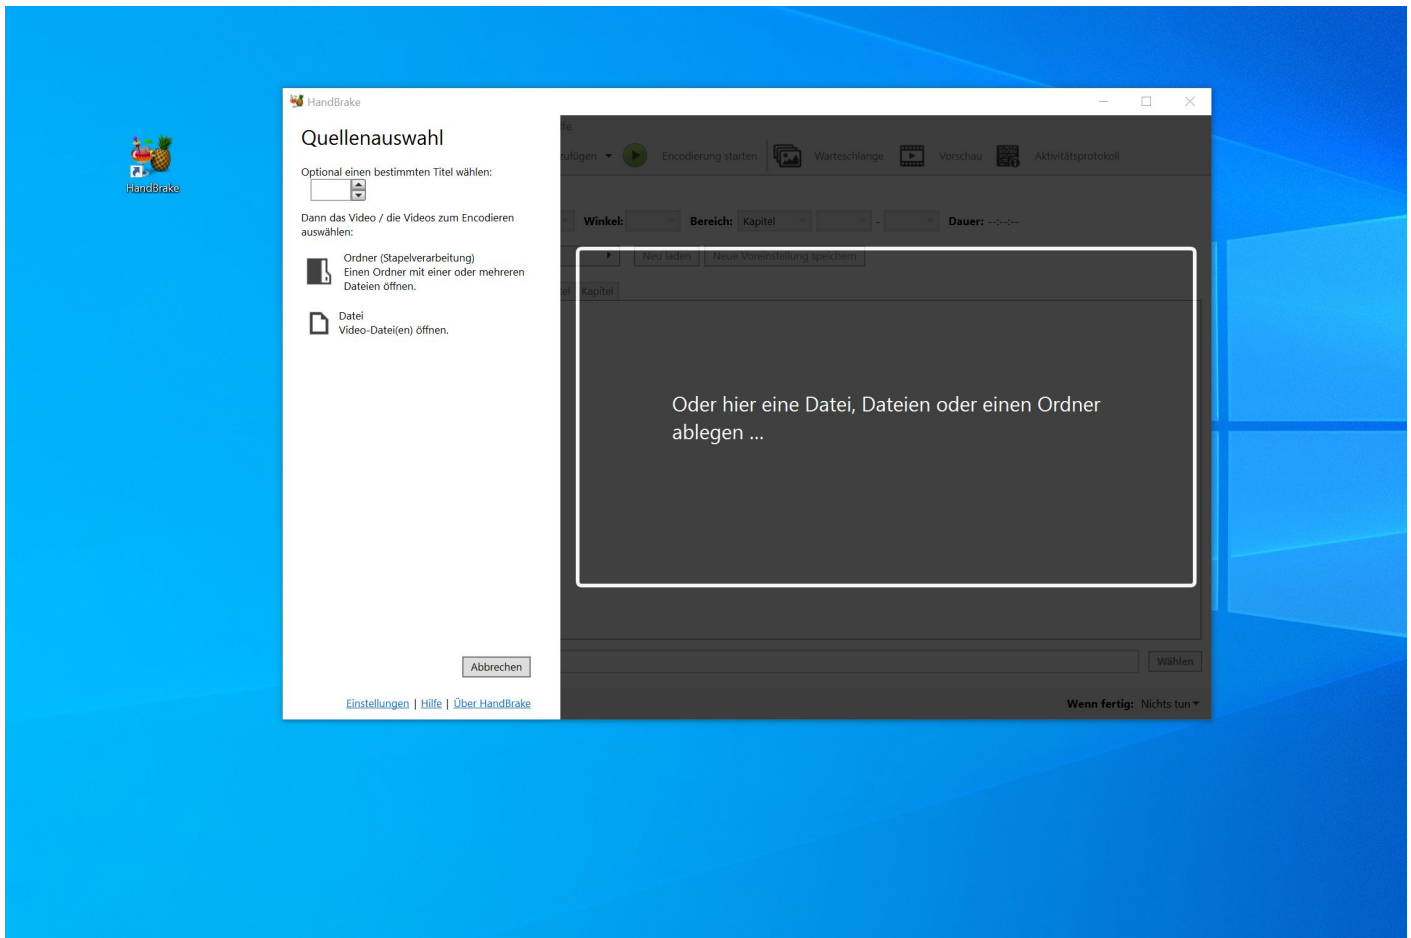 HandBrake
HandBrake
Quellenauswahl
Optional einen bestimmten Titel wählen:
Dann das Video / die Videos zum Encodieren
auswählen:
Ordner (Stapelverarbeitung)
Einen Ordner mit einer oder mehreren
Dateien öffnen.
Datei
Video-Datei(en) öffnen.
Abbrechen
Einstellungen | Hilfe | Über HandBrake
Encodierung starten Warteschlange Vorschau Aktivitätsprotokoll
Winkel: Bereich: Kapitel - Dauer: --:--:--
Neu laden Neue Voreinstellung speichern
Kapitel
Oder hier eine Datei, Dateien oder einen Ordner
ablegen ...
Wählen
Wenn fertig: Nichts tun